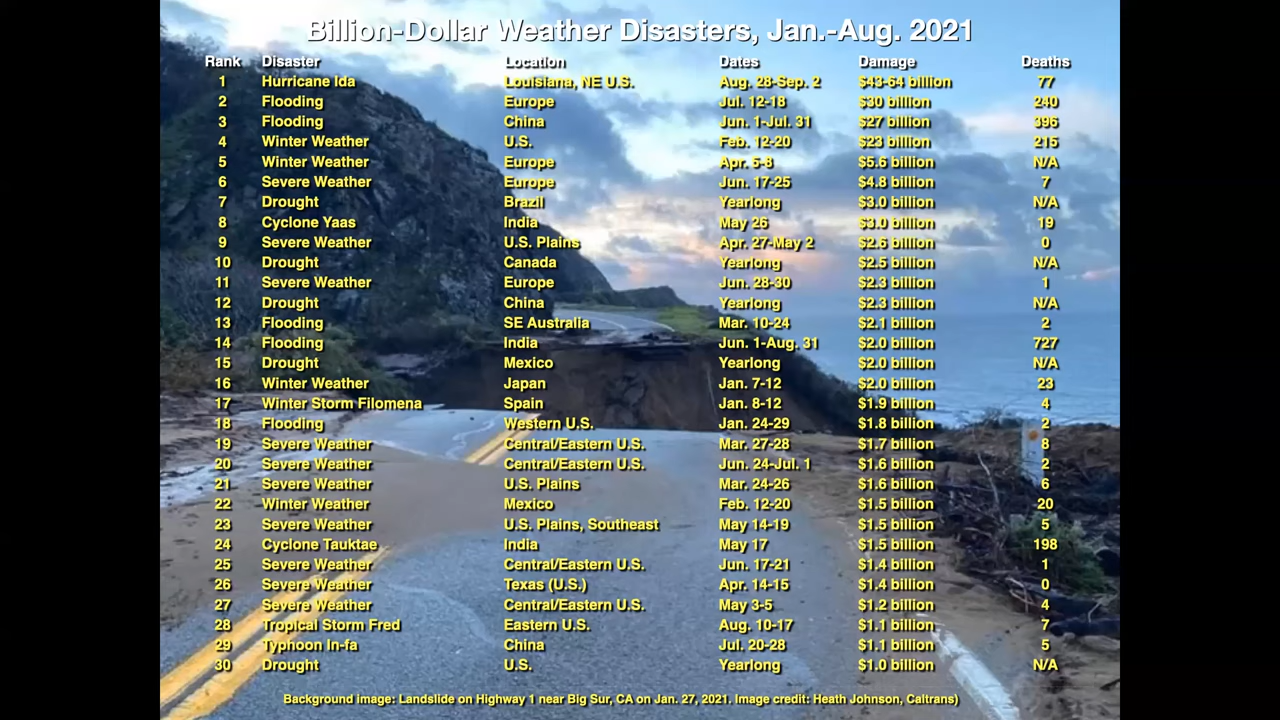 Billion-Dollar Weather Disasters, Jan.-Aug. 2021
Rank Disaster Location Dates Damage Deaths
1 Hurricane Ida Louisiana, NE U.S. Aug. 28-Sep. 2 $43-64 billion 77
2 Flooding Europe Jul. 12-18 $30 billion 240
3 Flooding China Jun. 1-Jul. 31 $27 billion 396
4 Winter Weather U.S. Feb. 12-20 $23 billion 215
5 Winter Weather Europe Apr. 5-8 $5.6 billion N/A
6 Severe Weather Europe Jun. 17-25 $4.8 billion 7
7 Drought Brazil Yearlong $3.0 billion N/A
8 Cyclone Yaas India May 26 $3.0 billion 19
9 Severe Weather U.S. Plains Apr. 27-May 2 $2.6 billion 0
10 Drought Canada Yearlong $2.5 billion N/A
11 Severe Weather Europe Jun. 28-30 $2.3 billion 1
12 Drought China Yearlong $2.3 billion N/A
13 Flooding SE Australia Mar. 10-24 $2.1 billion 2
14 Flooding India Jun. 1-Aug. 31 $2.0 billion 727
15 Drought Mexico Yearlong $2.0 billion N/A
16 Winter Weather Japan Jan. 7-12 $2.0 billion 23
17 Winter Storm Filomena Spain Jan. 8-12 $1.9 billion 4
18 Flooding Western U.S. Jan. 24-29 $1.8 billion 2
19 Severe Weather Central/Eastern U.S. Mar. 27-28 $1.7 billion 8
20 Severe Weather Central/Eastern U.S. Jun. 24-Jul. 1 $1.6 billion 2
21 Severe Weather U.S. Plains Mar. 24-26 $1.6 billion 6
22 Winter Weather Mexico Feb. 12-20 $1.5 billion 20
23 Severe Weather U.S. Plains, Southeast May 14-19 $1.5 billion 5
24 Cyclone Tauktae India May 17 $1.5 billion 198
25 Severe Weather Central/Eastern U.S. Jun. 17-21 $1.4 billion 1
26 Severe Weather Texas (U.S.) Apr. 14-15 $1.4 billion 0
27 Severe Weather Central/Eastern U.S. May 3-5 $1.2 billion 4
28 Tropical Storm Fred Eastern U.S. Aug. 10-17 $1.1 billion 7
29 Typhoon In-fa China Jul. 20-28 $1.1 billion 5
30 Drought U.S. Yearlong $1.0 billion N/A
Background image: Landslide on Highway 1 near Big Sur, CA on Jan. 27, 2021. Image credit: Heath Johnson, Caltrans)